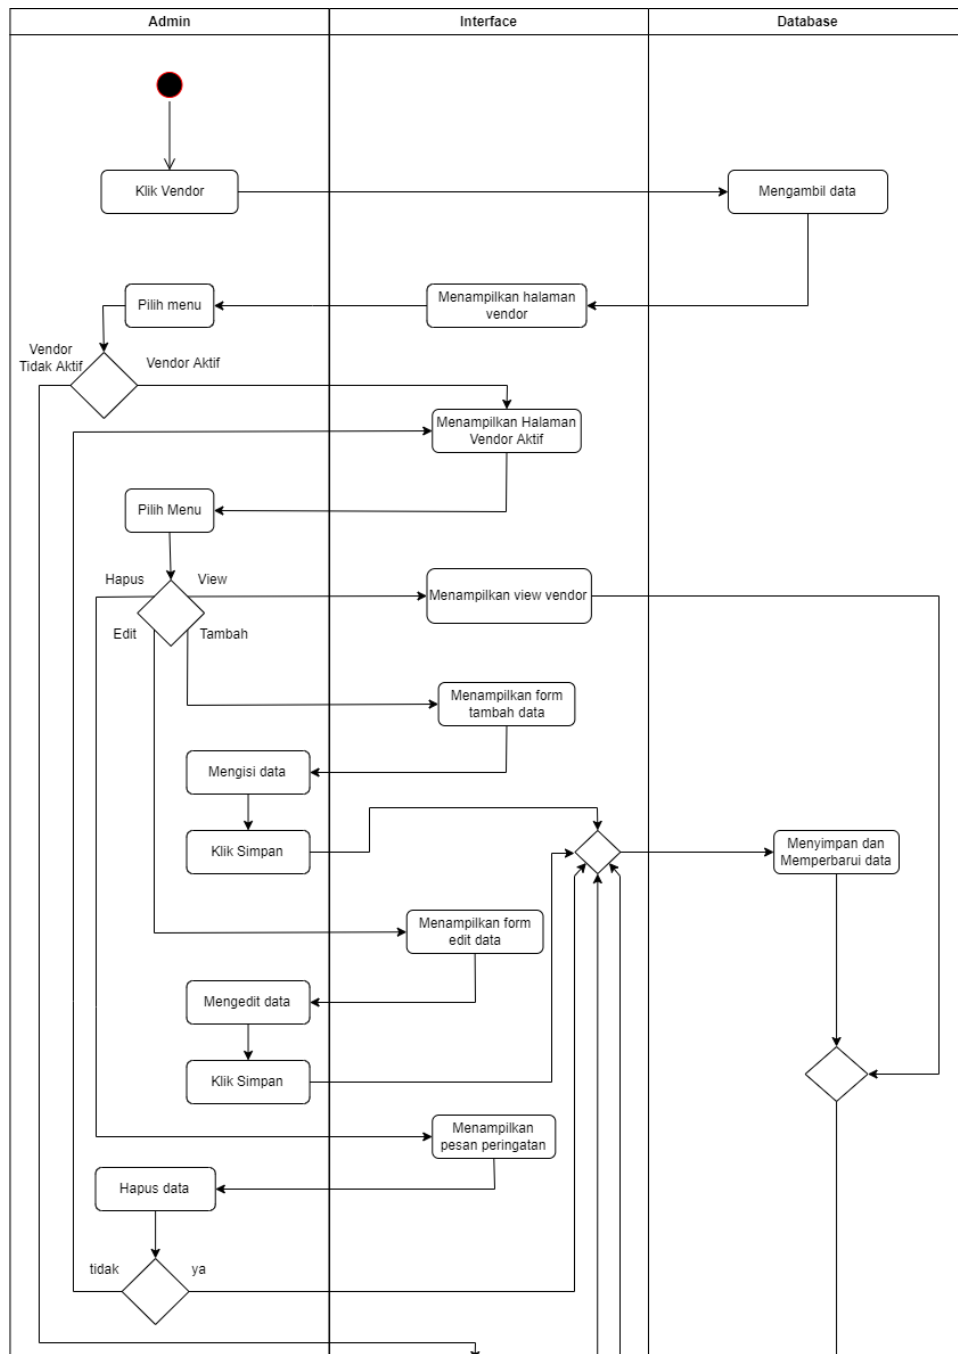 Admin
Interface
Database
Klik Vendor
Mengambil data
Pilih menu
Menampilkan halaman
vendor
Vendor
Tidak Aktif
Vendor Aktif
Menampilkan Halaman
Vendor Aktif
Pilih Menu
Hapus
View
Menampilkan view vendor
Edit
Tambah
Menampilkan form
tambah data
Mengisi data
Klik Simpan
Menyimpan dan
Memperbarui data
Menampilkan form
edit data
Mengedit data
Klik Simpan
Menampilkan
pesan peringatan
Hapus data
tidak
ya